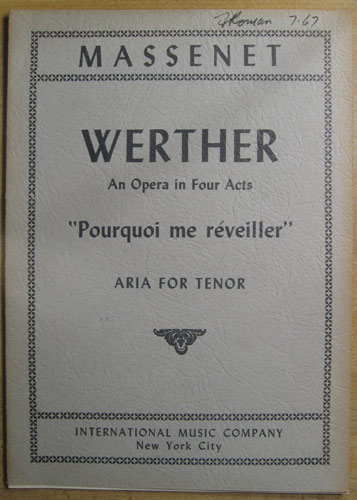 FRoman 7-67
MASSENET
WERTHER
An Opera in Four Acts
"Pourquoi me réveiller"
ARIA FOR TENOR
INTERNATIONAL MUSIC COMPANY
New York City